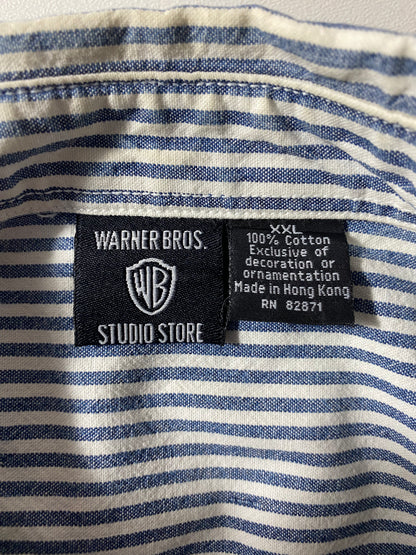 WARNER BROS.
WB
STUDIO STORE
XXL
100% Cotton
Exclusive of
decoration or
ornamentation
Made in Hong Kong
RN 82871